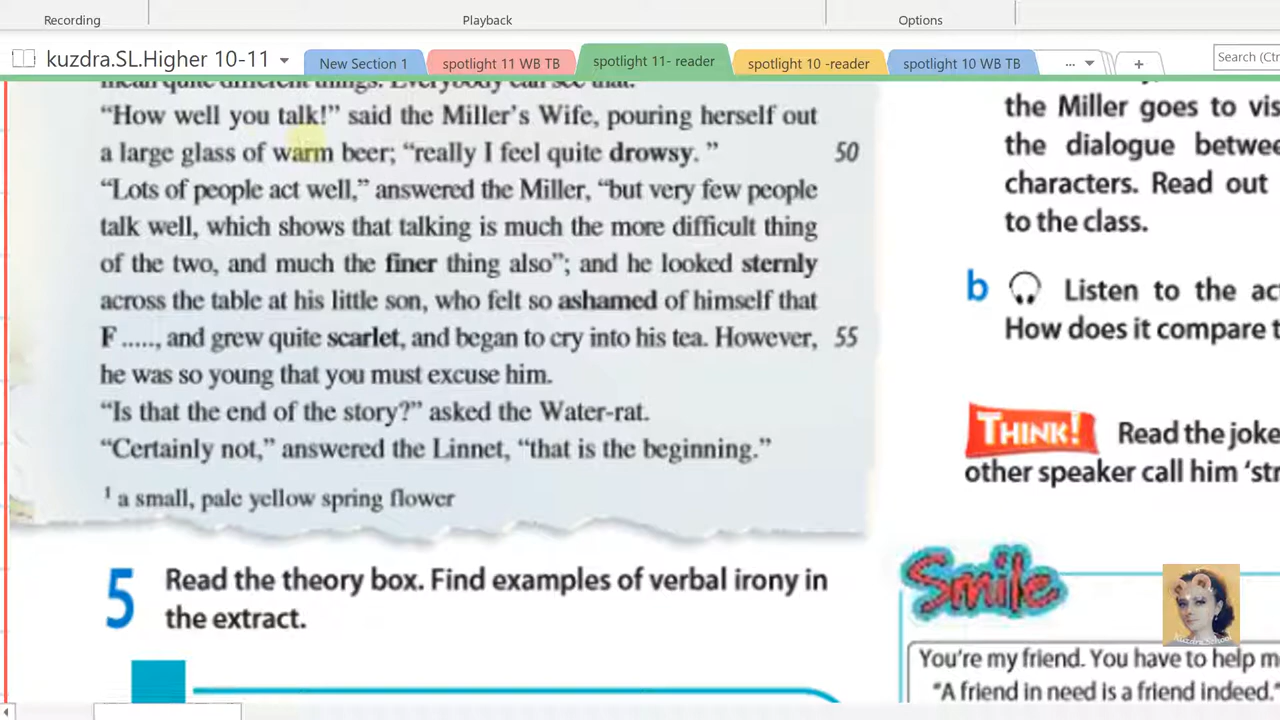 Recording
Playback
Options
kuzdra.SL.Higher 10-11
New Section 1
spotlight 11 WB TB
spotlight 11- reader
spotlight 10 -reader
spotlight 10 WB TB
...
+
Search (Ctr
mean quite different things. Everybody can see that.
“How well you talk!” said the Miller’s Wife, pouring herself out
a large glass of warm beer; “really I feel quite drowsy. ” 50
“Lots of people act well,” answered the Miller, “but very few people
talk well, which shows that talking is much the more difficult thing
of the two, and much the finer thing also”; and he looked sternly
across the table at his little son, who felt so ashamed of himself that
F ....., and grew quite scarlet, and began to cry into his tea. However, 55
he was so young that you must excuse him.
“Is that the end of the story?” asked the Water-rat.
“Certainly not,” answered the Linnet, “that is the beginning.”
1 a small, pale yellow spring flower
5 Read the theory box. Find examples of verbal irony in
the extract.
the Miller goes to vis
the dialogue betwee
characters. Read out
to the class.
b Listen to the ac
How does it compare t
THINK! Read the joke
other speaker call him ‘str
Smile
kuzdra.School
You’re my friend. You have to help m
“A friend in need is a friend indeed.”